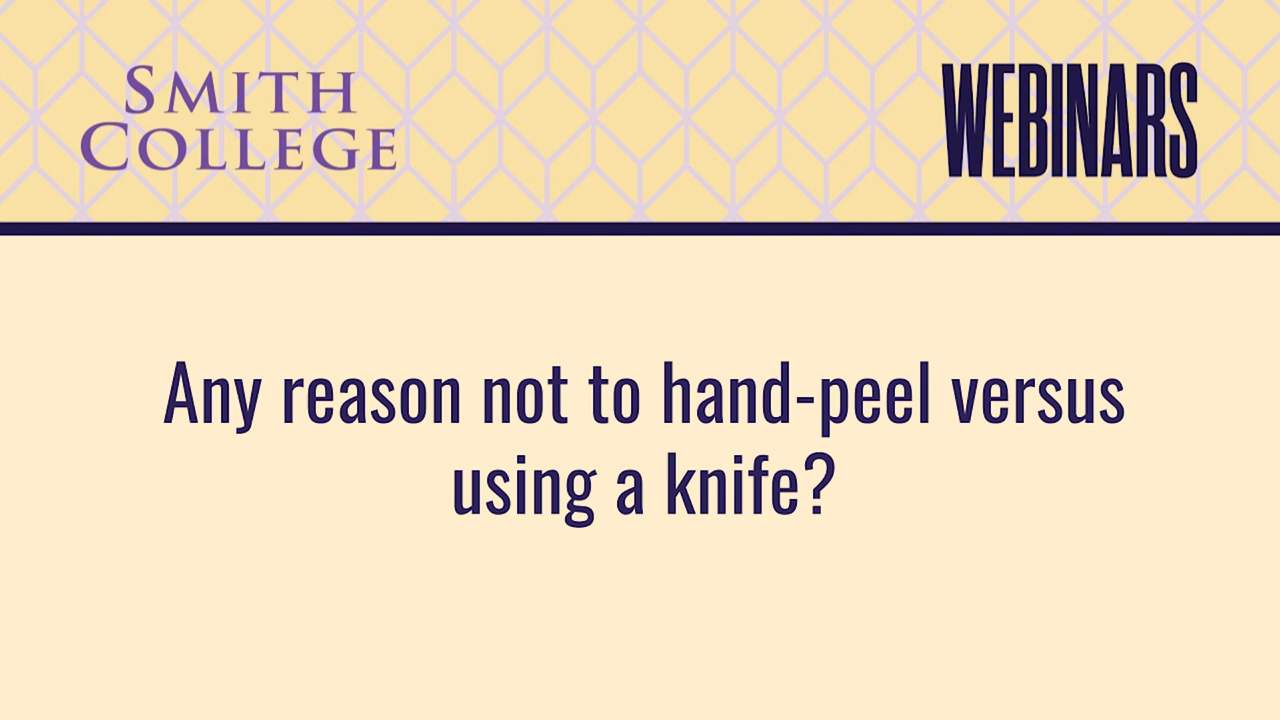 SMITH
COLLEGE
WEBINARS
Any reason not to hand-peel versus
using a knife?